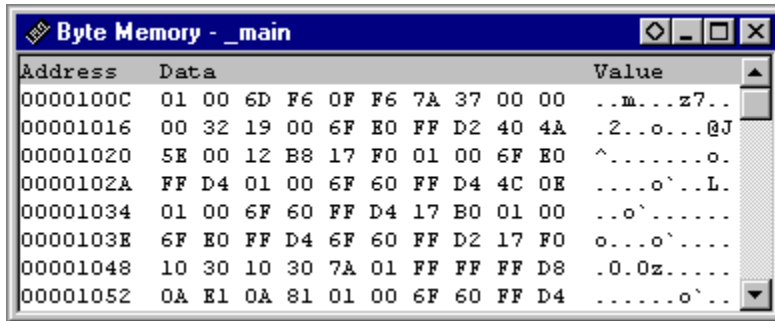 Byte Memory - _main
Address Data Value
0000100C 01 00 6D F6 0F F6 7A 37 00 00 ..m...z7..
00001016 00 32 19 00 6F E0 FF D2 40 4A .2..o...@J
00001020 5E 00 12 B8 17 F0 01 00 6F E0 ^.......o.
0000102A FF D4 01 00 6F 60 FF D4 4C 0E ....o`..L.
00001034 01 00 6F 60 FF D4 17 B0 01 00 ..o`......
0000103E 6F E0 FF D4 6F 60 FF D2 17 F0 o...o`....
00001048 10 30 10 30 7A 01 FF FF FF D8 .0.0z.....
00001052 0A E1 0A 81 01 00 6F 60 FF D4 ......o`..